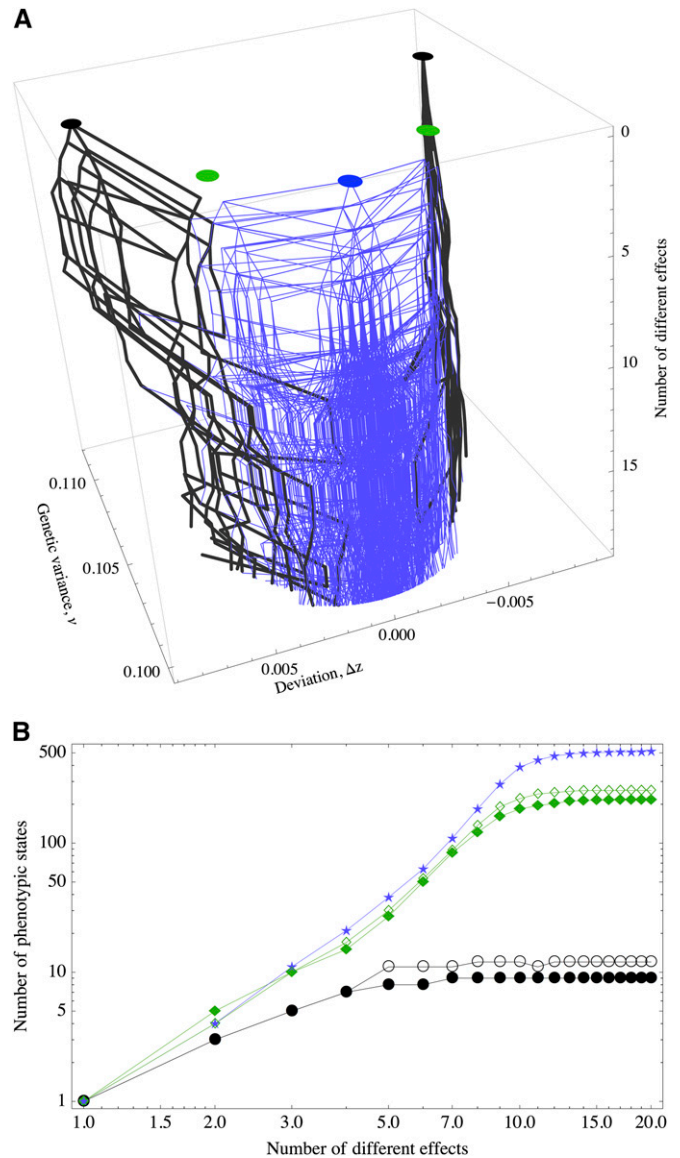 A
0
5
10
15
Number of different effects
0.110
0.105
0.100
Genetic variance, ν
0.005
0.000
−0.005
Deviation, Δz
B
500
100
50
10
5
1
Number of phenotypic states
1.0 1.5 2.0 3.0 5.0 7.0 10.0 15.0 20.0
Number of different effects